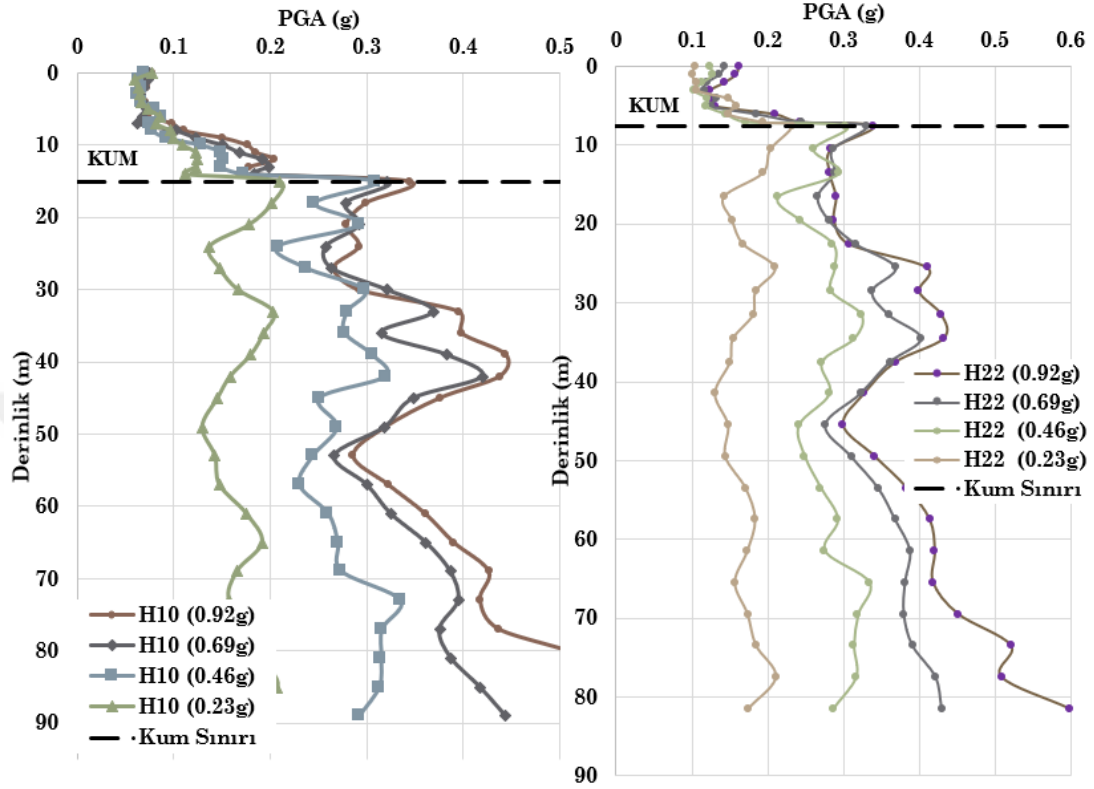 PGA (g)
0 0.1 0.2 0.3 0.4 0.5
0
10
20
30
40
50
60
70
80
90
Derinlik (m)
KUM
H10 (0.92g)
H10 (0.69g)
H10 (0.46g)
H10 (0.23g)
Kum Sınırı
PGA (g)
0 0.1 0.2 0.3 0.4 0.5 0.6
0
10
20
30
40
50
60
70
80
90
Derinlik (m)
KUM
H22 (0.92g)
H22 (0.69g)
H22 (0.46g)
H22 (0.23g)
Kum Sınırı